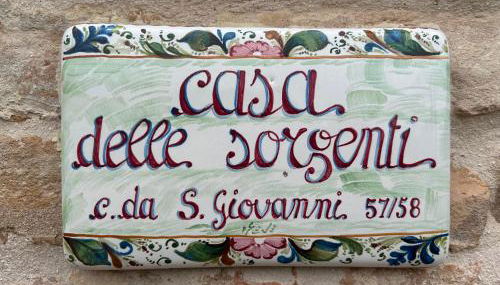 casa
delle sorgenti
c.da S. Giovanni 57/58